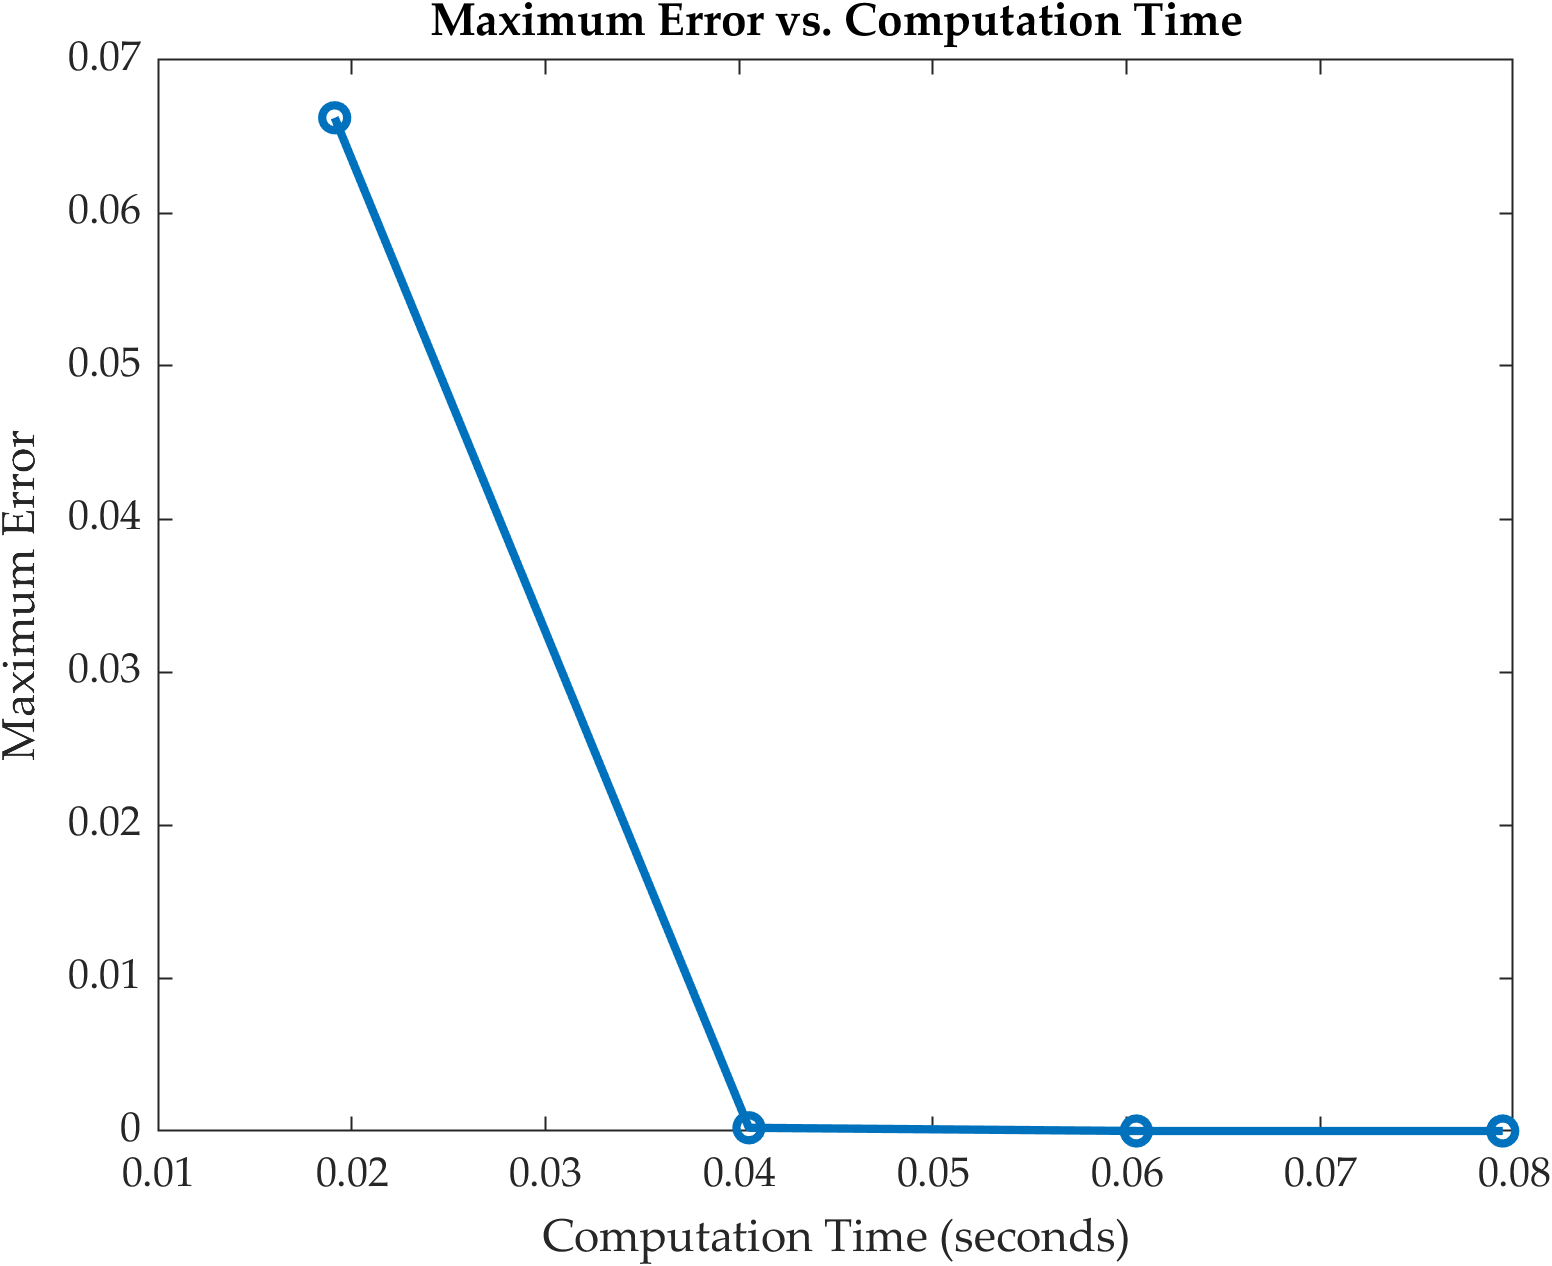 Maximum Error vs. Computation Time
0.07
0.06
0.05
0.04
0.03
0.02
0.01
0
Maximum Error
0.01 0.02 0.03 0.04 0.05 0.06 0.07 0.08
Computation Time (seconds)